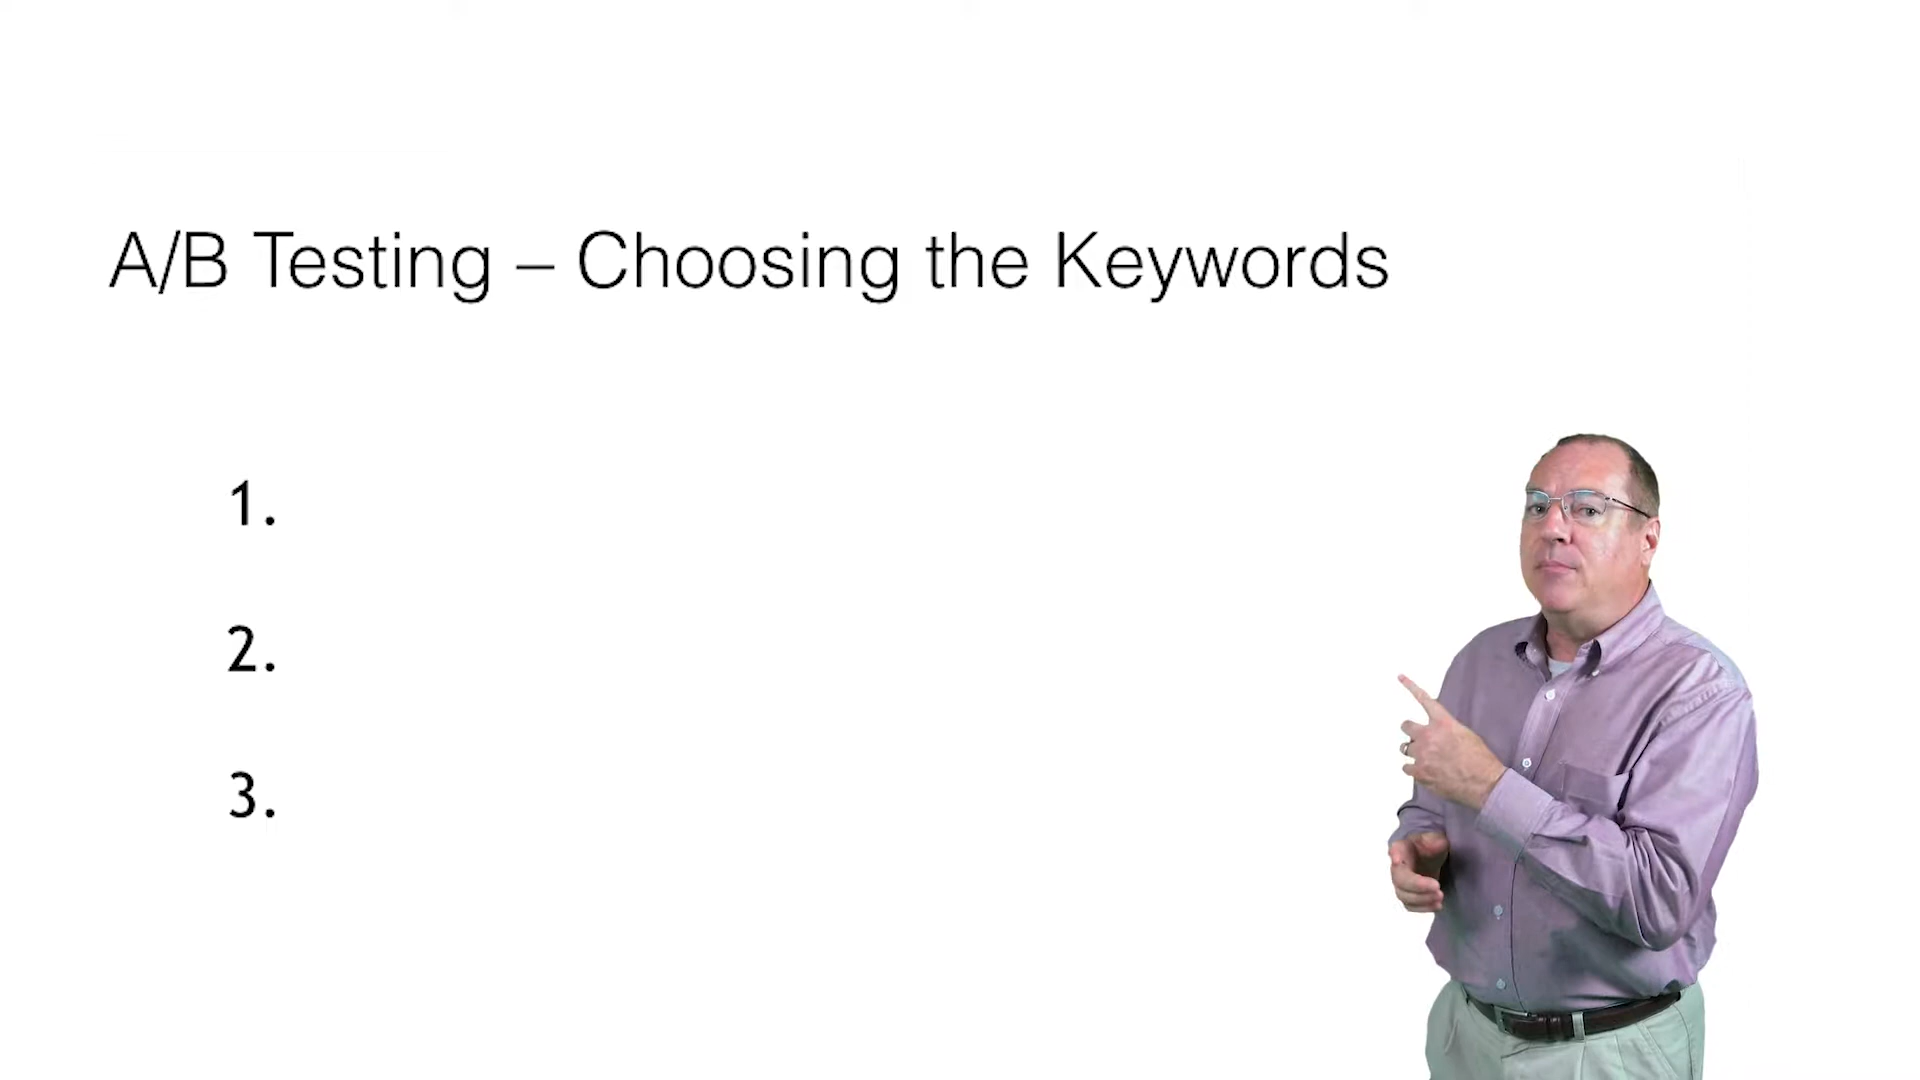 A/B Testing – Choosing the Keywords
1.
2.
3.